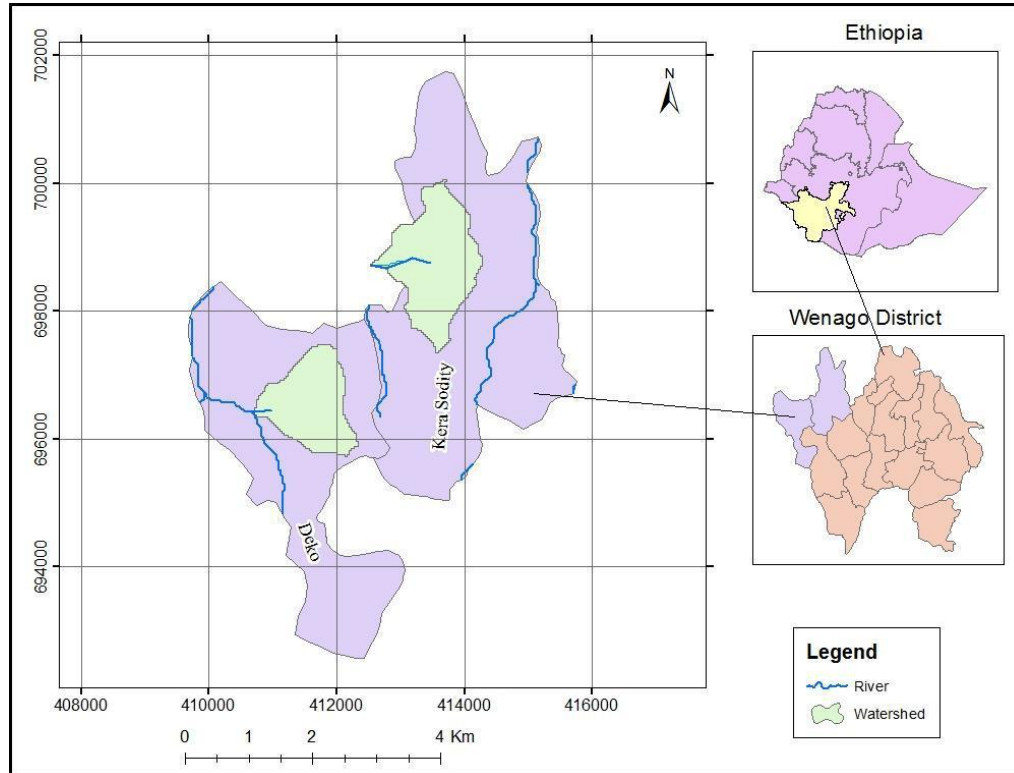 Ethiopia
N
702000
700000
698000
696000
694000
Kera Sodity
Deko
408000
410000
412000
414000
416000
0
1
2
4 Km
Wenago District
Legend
River
Watershed